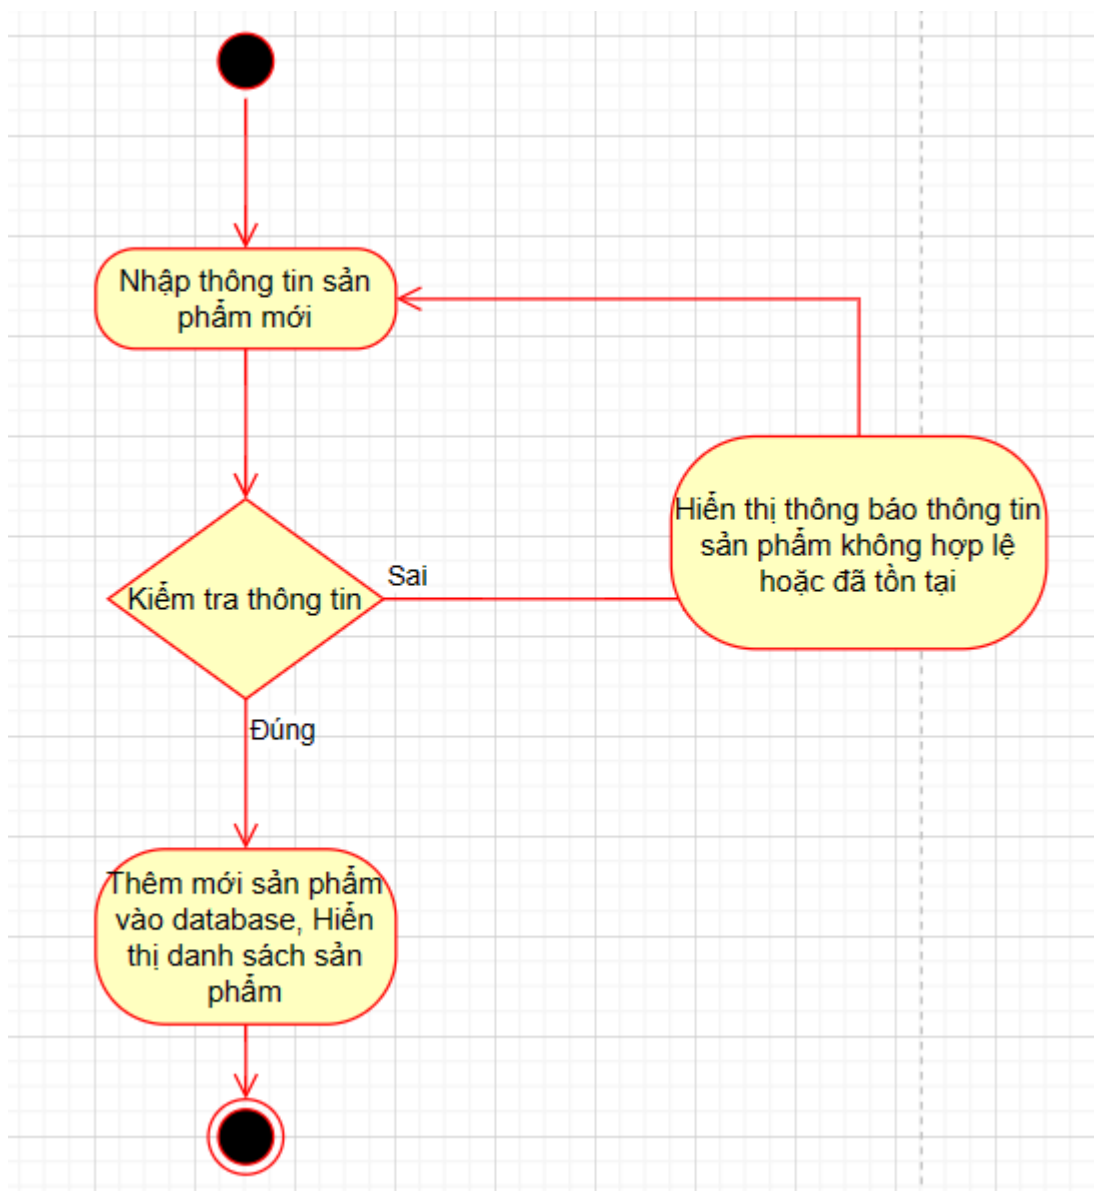 Nhập thông tin sản
phẩm mới
Hiển thị thông báo thông tin
sản phẩm không hợp lệ
hoặc đã tồn tại
Sai
Kiểm tra thông tin
Đúng
Thêm mới sản phẩm
vào database, Hiển
thị danh sách sản
phẩm